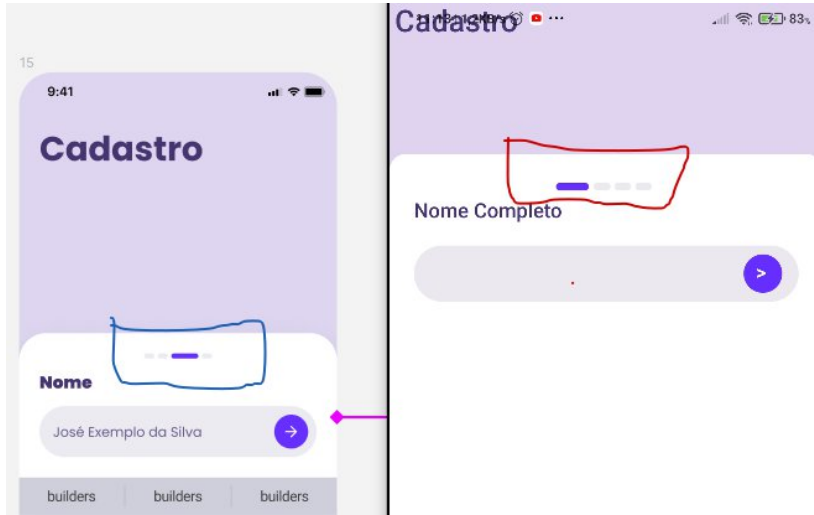 15
9:41
Cadastro
Nome
José Exemplo da Silva
builders builders builders
Cadastro
83%
Nome Completo
>